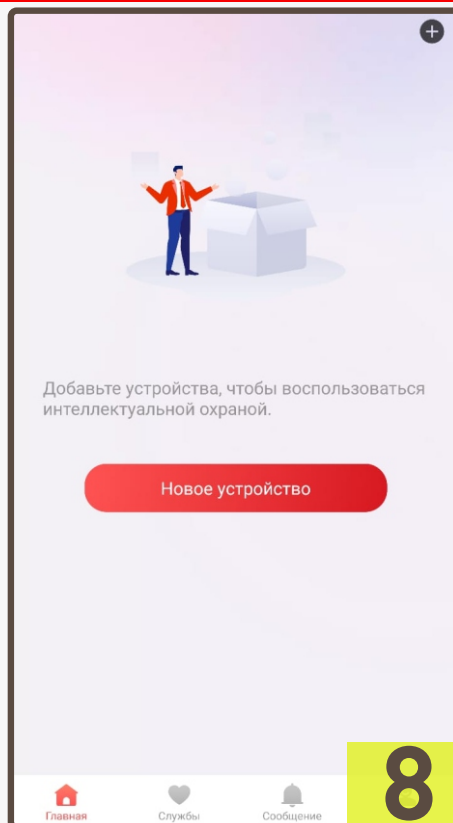 Добавьте устройства, чтобы воспользоваться
интеллектуальной охраной.
Новое устройство
Главная
Службы
Сообщение
8